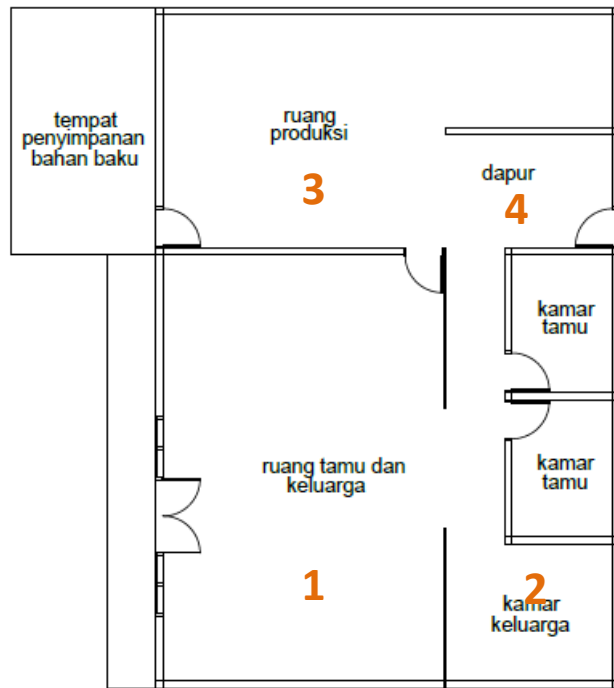 tempat
penyimpanan
bahan baku
ruang
produksi
3
dapur
4
kamar
tamu
kamar
tamu
ruang tamu dan
keluarga
1
2
kamar
keluarga